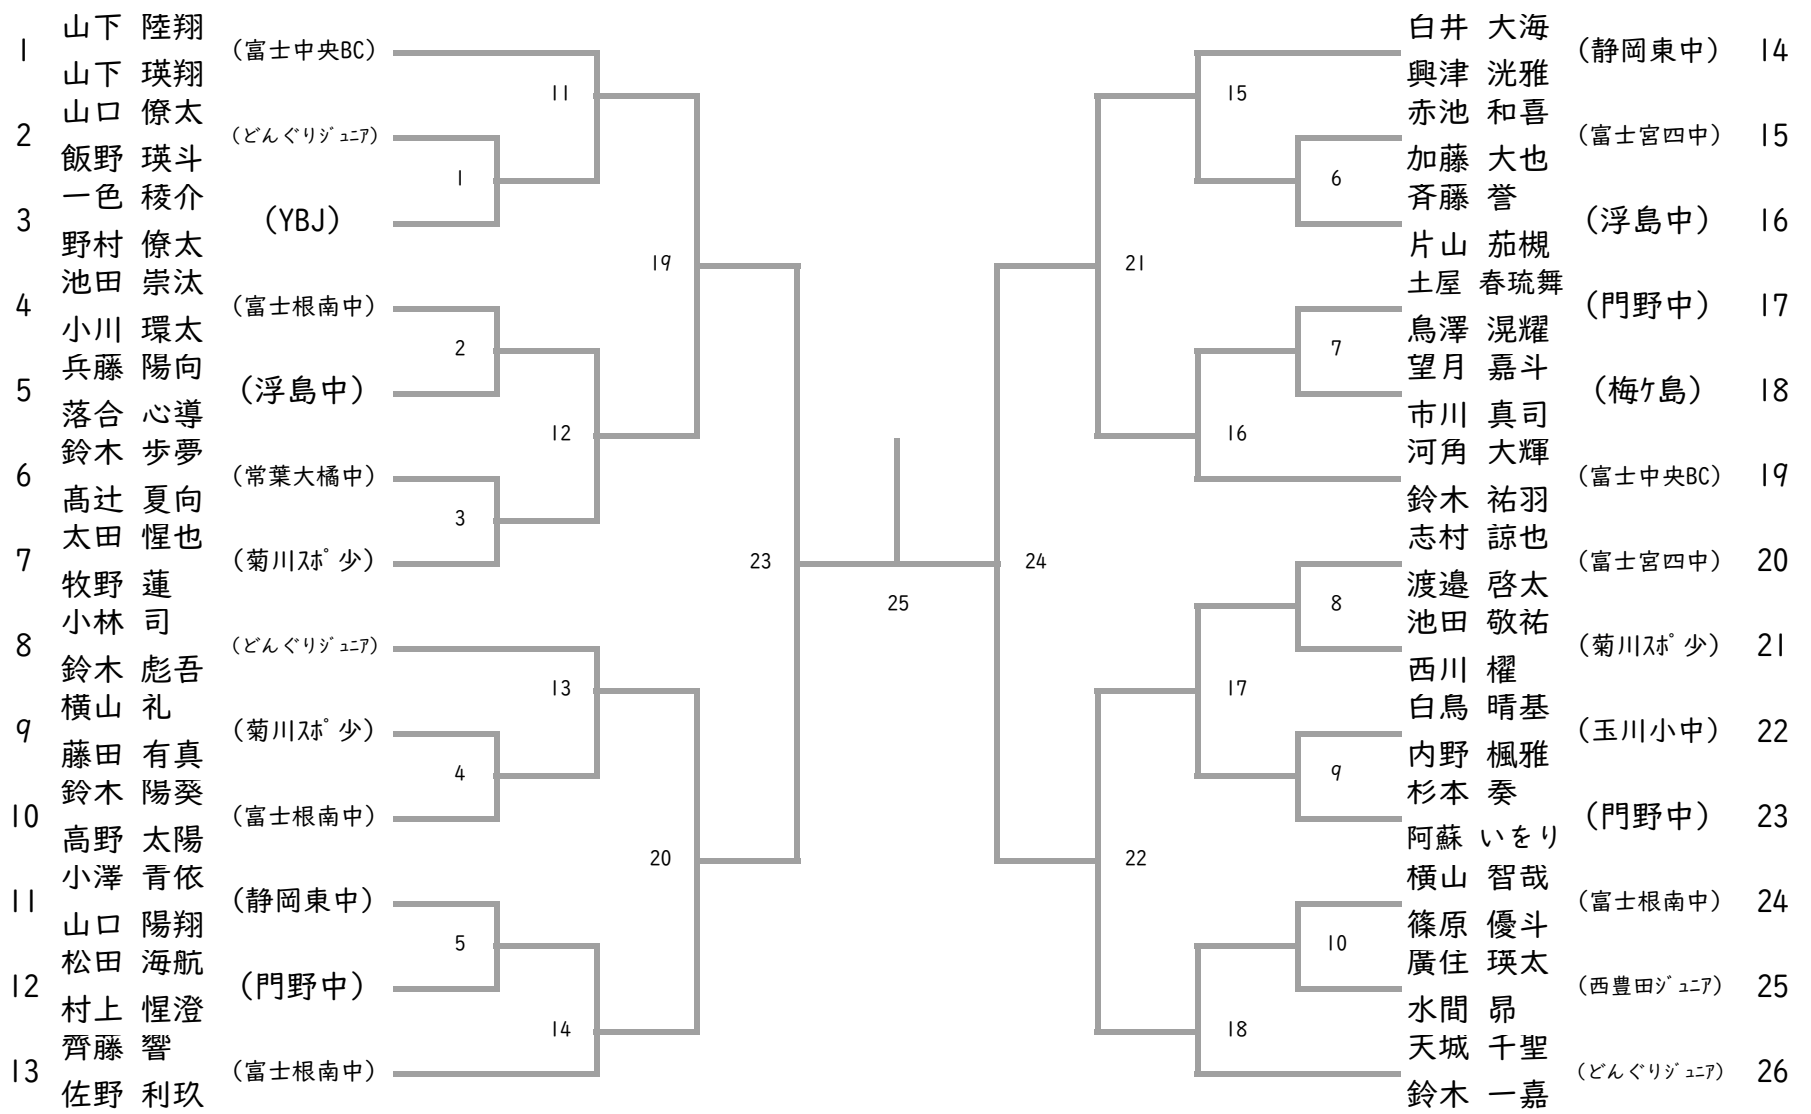 山下 陸翔
1 (富士中央BC)
山下 瑛翔
山口 僚太
2 (どんぐりジュニア)
飯野 瑛斗
一色 稜介
3 (YBJ)
野村 僚太
池田 崇汰
4 (富士根南中)
小川 環太
兵藤 陽向
5 (浮島中)
落合 心導
鈴木 歩夢
6 (常葉大橘中)
髙辻 夏向
太田 惺也
7 (菊川スポ少)
牧野 蓮
小林 司
8 (どんぐりジュニア)
鈴木 彪吾
横山 礼
9 (菊川スポ少)
藤田 有真
鈴木 陽葵
10 (富士根南中)
高野 太陽
小澤 青依
11 (静岡東中)
山口 陽翔
松田 海航
12 (門野中)
村上 惺澄
齊藤 響
13 (富士根南中)
佐野 利玖
11
1
19
2
12
3
23
13
4
20
5
14
25
15
6
21
7
16
24
8
17
9
22
10
18
白井 大海
(静岡東中) 14
興津 洸雅
赤池 和喜
(富士宮四中) 15
加藤 大也
斉藤 誉
(浮島中) 16
片山 茄槻
土屋 春琉舞
(門野中) 17
鳥澤 滉耀
望月 嘉斗
(梅ケ島) 18
市川 真司
河角 大輝
(富士中央BC) 19
鈴木 祐羽
志村 諒也
(富士宮四中) 20
渡邉 啓太
池田 敬祐
(菊川スポ少) 21
西川 櫂
白鳥 晴基
(玉川小中) 22
内野 楓雅
杉本 奏
(門野中) 23
阿蘇 いをり
横山 智哉
(富士根南中) 24
篠原 優斗
廣住 瑛太
(西豊田ジュニア) 25
水間 昴
天城 千聖
(どんぐりジュニア) 26
鈴木 一嘉